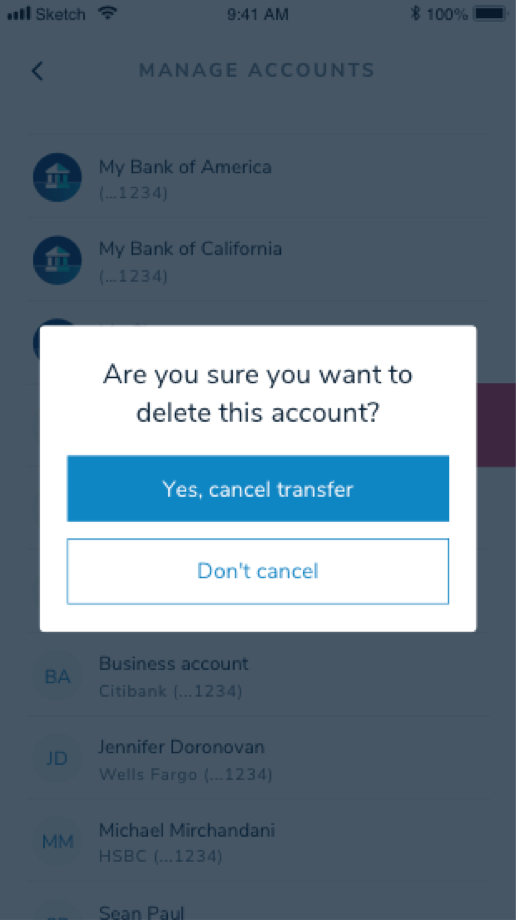 Sketch 9:41 AM 100%
MANAGE ACCOUNTS
My Bank of America
(...1234)
My Bank of California
(...1234)
Are you sure you want to
delete this account?
Yes, cancel transfer
Don't cancel
BA
Business account
Citibank (...1234)
JD
Jennifer Doronovan
Wells Fargo (...1234)
MM
Michael Mirchandani
HSBC (...1234)
Sean Paul